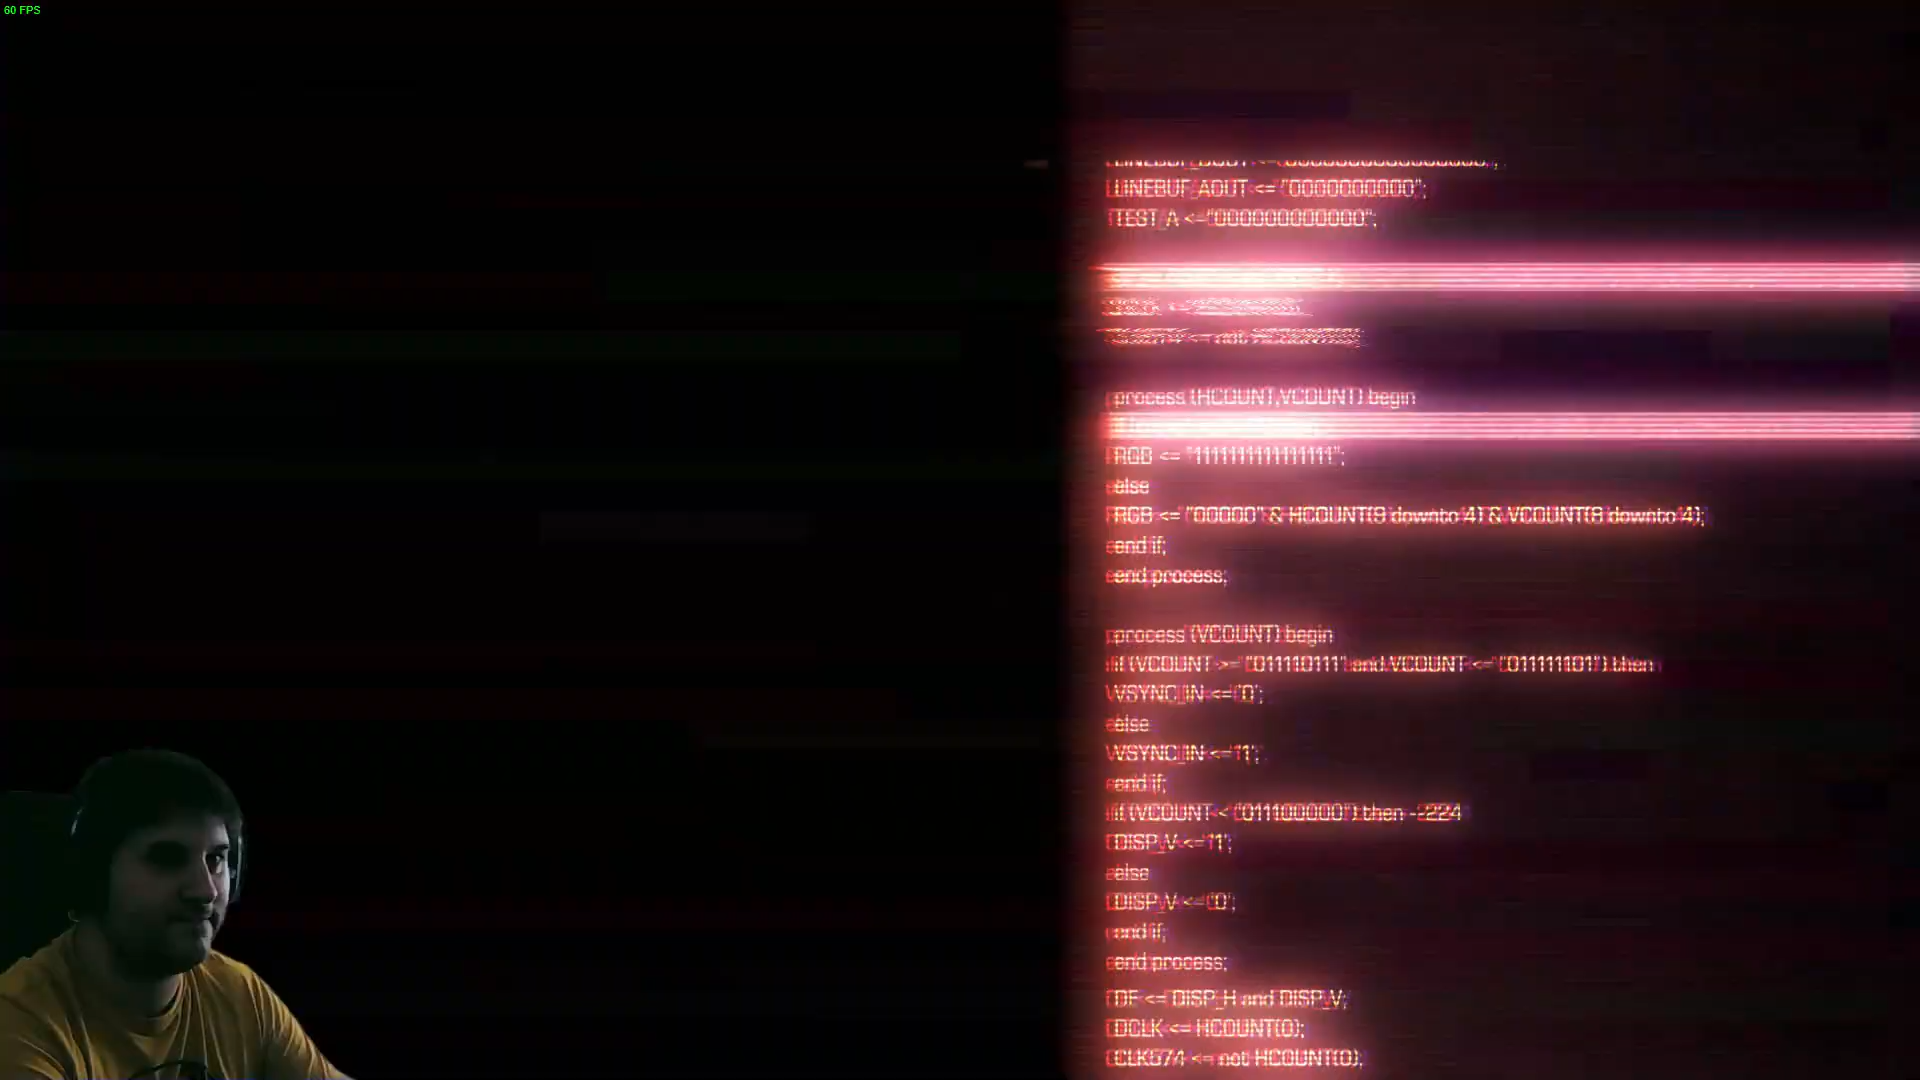 60 FPS
LINEBUF_AOUT <= "0000000000";
TEST_A <="000000000000";
process (HCOUNT,VCOUNT) begin
RGB <= "111111111111111";
else
RGB <= "00000" & HCOUNT(9 downto 4) & VCOUNT(8 downto 4);
end if;
end process;
process (VCOUNT) begin
if (VCOUNT >= "011110111" and VCOUNT <= "011111101") then
VSYNC_IN <='0';
else
VSYNC_IN <='1';
end if;
if (VCOUNT < "011100000") then --224
DISP_V <='1';
else
DISP_V <='0';
end if;
end process;
DE <= DISP_H and DISP_V;
DCLK <= HCOUNT(0);
CLK574 <= not HCOUNT(0);